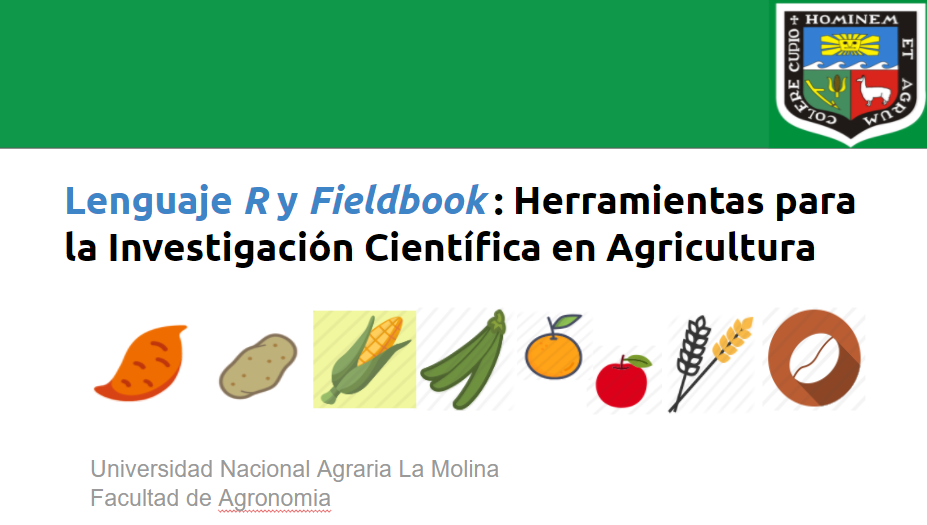 COLERE CUPIO + HOMINEM ET AGRUM
Lenguaje R y Fieldbook : Herramientas para
la Investigación Científica en Agricultura
Universidad Nacional Agraria La Molina
Facultad de Agronomia